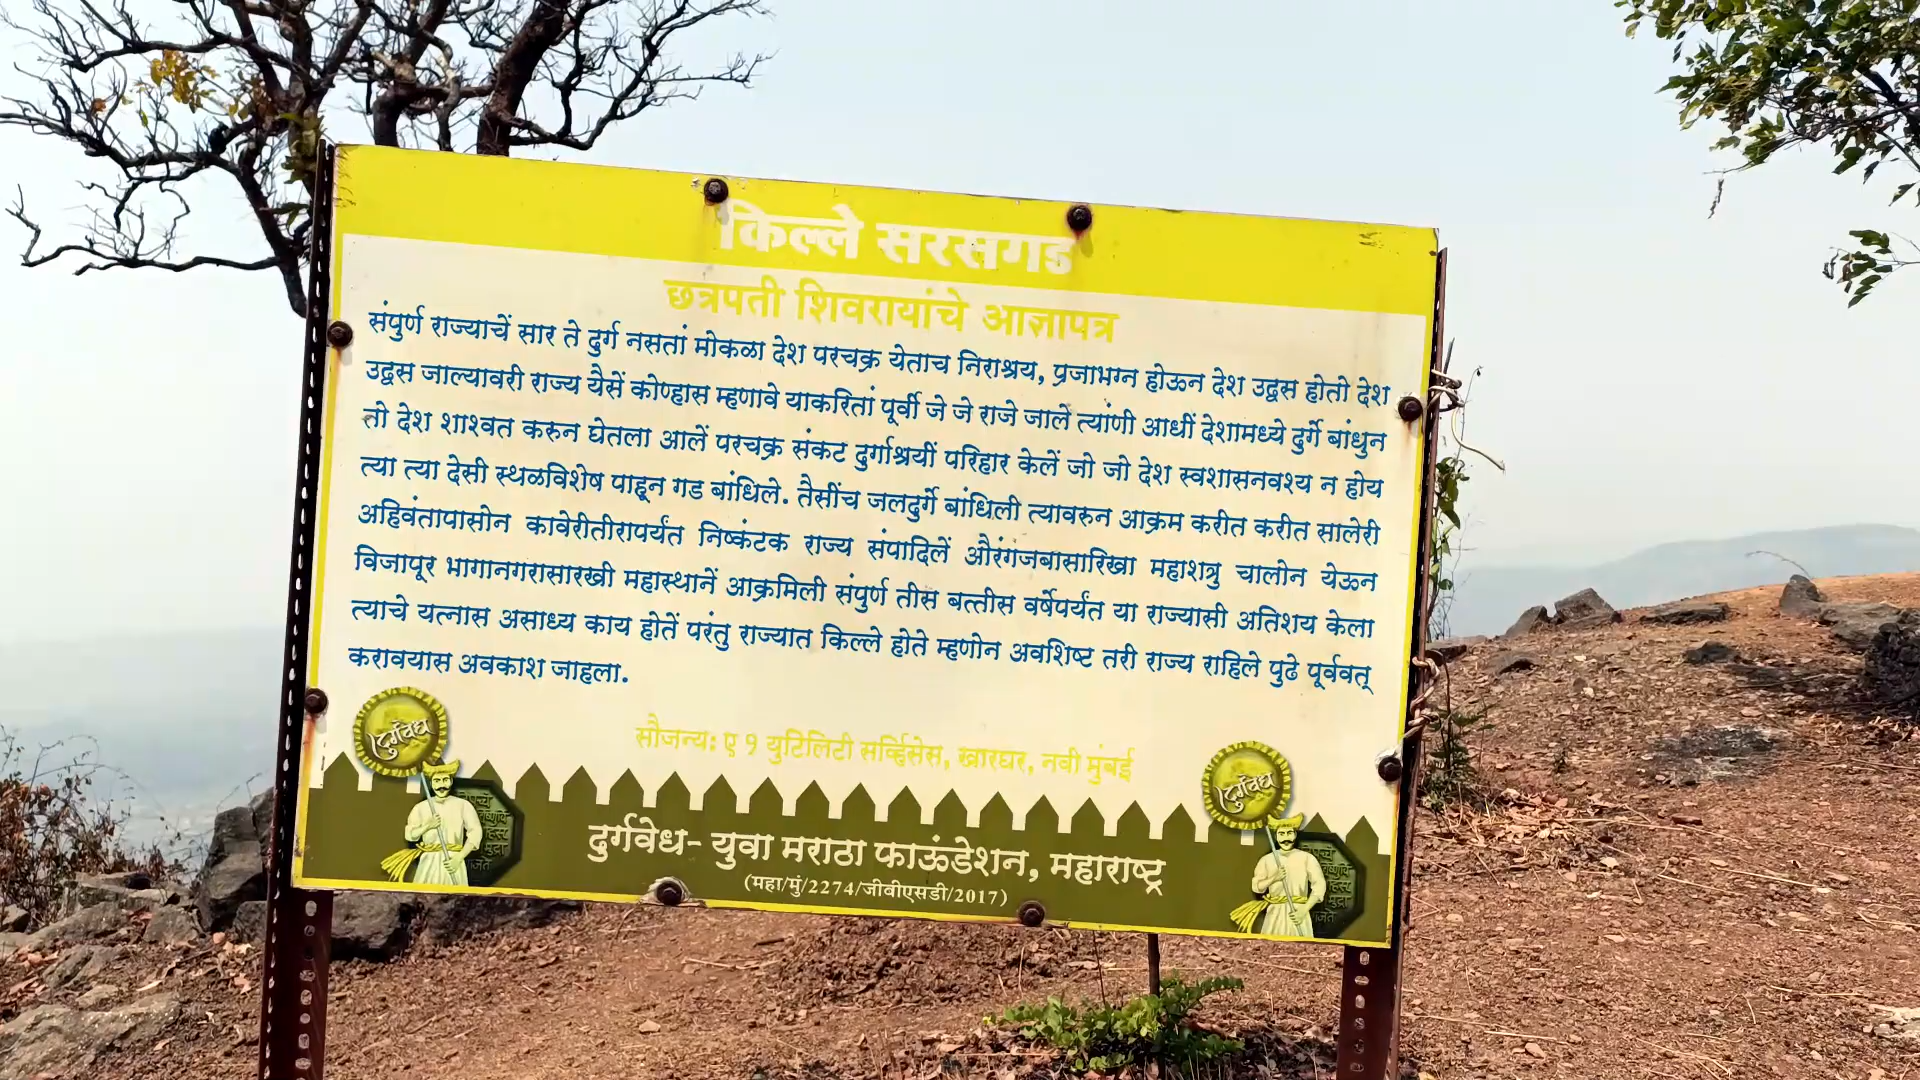 किल्ले सरसगड
छत्रपती शिवरायांचे आज्ञापत्र
संपुर्ण राज्याचें सार ते दुर्ग नसतां मोकळा देश परचक्र येताच निराश्रय, प्रजाभग्न होऊन देश उद्वस होतो देश
उद्वस जाल्यावरी राज्य यैसें कोण्हास म्हणावे याकरितां पूर्वी जे जे राजे जाले त्यांणी आधीं देशामध्ये दुर्गे बांधुन
तो देश शाश्वत करुन घेतला आलें परचक्र संकट दुर्गाश्रयीं परिहार केलें जो जो देश स्वशासनवश्य न होय
त्या त्या देसी स्थळविशेष पाहून गड बांधिले. तैसींच जलदुर्गे बांधिली त्यावरुन आक्रम करीत करीत सालेरी
अहिवंतापासोन कावेरीतीरापर्यंत निष्कंटक राज्य संपादिलें औरंगजबासारिखा महाशत्रु चालोन येऊन
विजापूर भागानगरासारखी महास्थानें आक्रमिली संपुर्ण तीस बत्तीस वर्षेपर्यंत या राज्यासी अतिशय केला
त्याचे यत्नास असाध्य काय होतें परंतु राज्यात किल्ले होते म्हणोन अवशिष्ट तरी राज्य राहिले पुढे पूर्ववत्
करावयास अवकाश जाहला.
सौजन्य: ए १ युटिलिटी सर्व्हिसेस, खारघर, नवी मुंबई
दुर्गवेध
दुर्गवेध
दुर्गवेध- युवा मराठा फाऊंडेशन, महाराष्ट्र
(महा/मुं/2274/जीवीएसडी/2017)